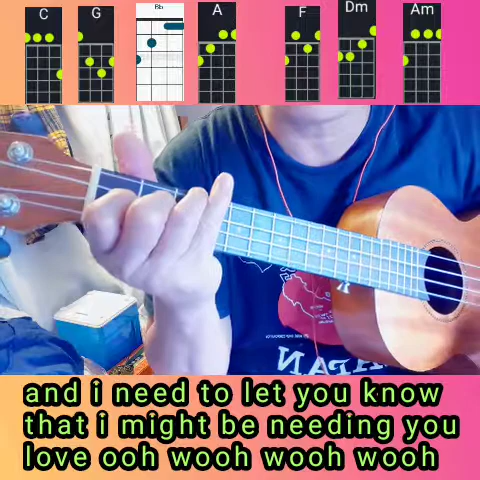 C G Bb A F Dm Am
and i need to let you know
that i might be needing you
love ooh wooh wooh wooh